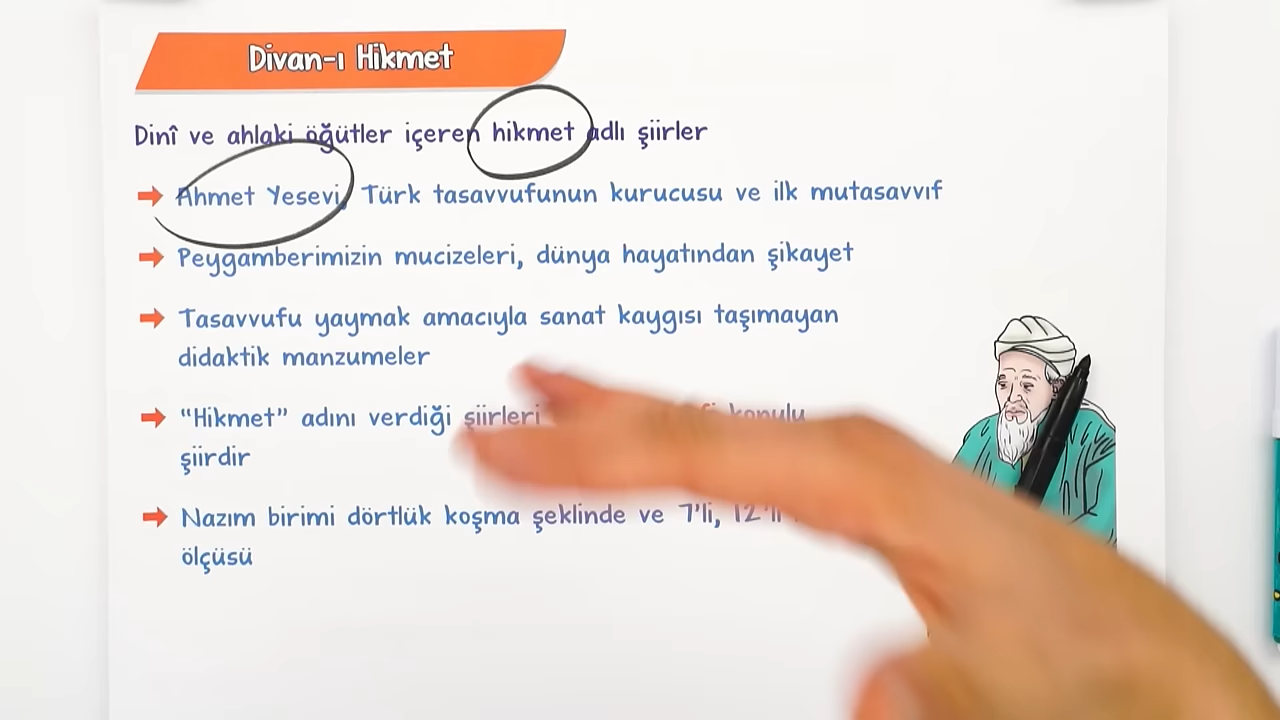 Divan-ı Hikmet
Dinî ve ahlaki öğütler içeren hikmet adlı şiirler
Ahmet Yesevi, Türk tasavvufunun kurucusu ve ilk mutasavvıf
Peygamberimizin mucizeleri, dünya hayatından şikayet
Tasavvufu yaymak amacıyla sanat kaygısı taşımayan
didaktik manzumeler
"Hikmet" adını verdiği şiirleri konulu
şiirdir
Nazım birimi dörtlük koşma şeklinde ve 7'li, 12'li
ölçüsü